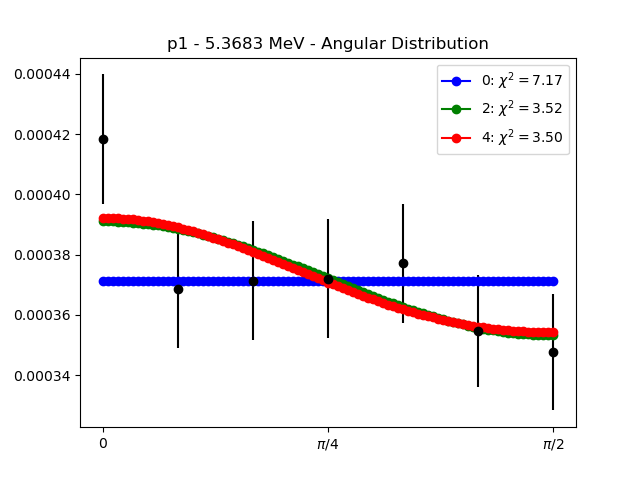 p1 - 5.3683 MeV - Angular Distribution
0.00044
0.00042
0.00040
0.00038
0.00036
0.00034
0: χ² = 7.17
2: χ² = 3.52
4: χ² = 3.50
0
π/4
π/2